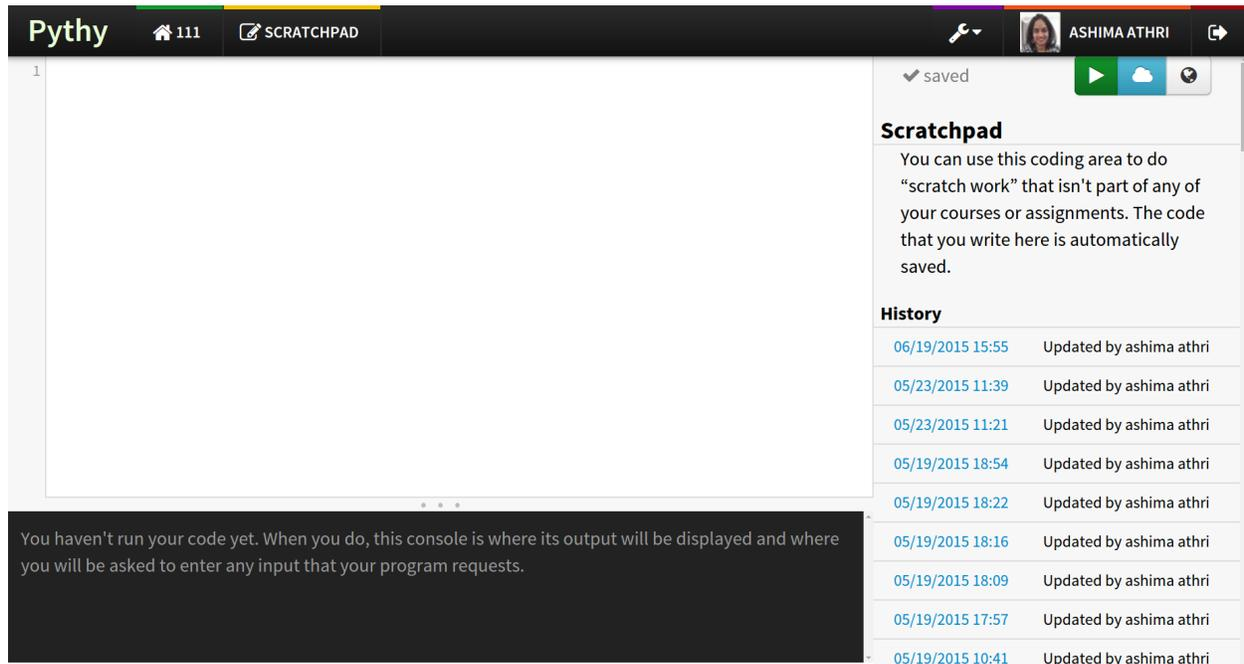 Pythy
111
SCRATCHPAD
ASHIMA ATHRI
1
saved
Scratchpad
You can use this coding area to do
“scratch work” that isn't part of any of
your courses or assignments. The code
that you write here is automatically
saved.
History
06/19/2015 15:55 Updated by ashima athri
05/23/2015 11:39 Updated by ashima athri
05/23/2015 11:21 Updated by ashima athri
05/19/2015 18:54 Updated by ashima athri
05/19/2015 18:22 Updated by ashima athri
05/19/2015 18:16 Updated by ashima athri
05/19/2015 18:09 Updated by ashima athri
05/19/2015 17:57 Updated by ashima athri
05/19/2015 10:41 Updated by ashima athri
You haven't run your code yet. When you do, this console is where its output will be displayed and where
you will be asked to enter any input that your program requests.